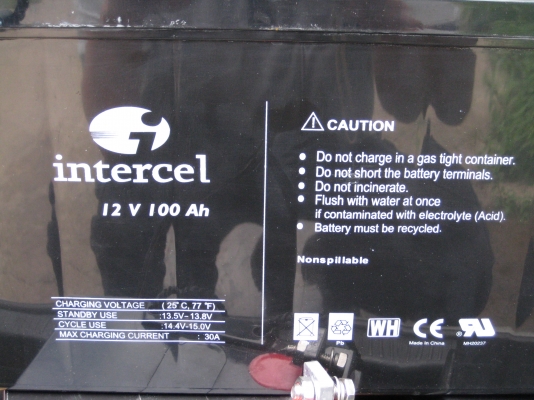 intercel
12 V 100 Ah
CHARGING VOLTAGE (25°C, 77 °F)
STANDBY USE :13.5V-13.8V
CYCLE USE :14.4V-15.0V
MAX CHARGING CURRENT : 30A
⚠ CAUTION
• Do not charge in a gas tight container.
• Do not short the battery terminals.
• Do not incinerate.
• Flush with water at once
if contaminated with electrolyte (Acid).
• Battery must be recycled.
Nonspillable
Pb
WH
CE
Made In China
RU
MH20237